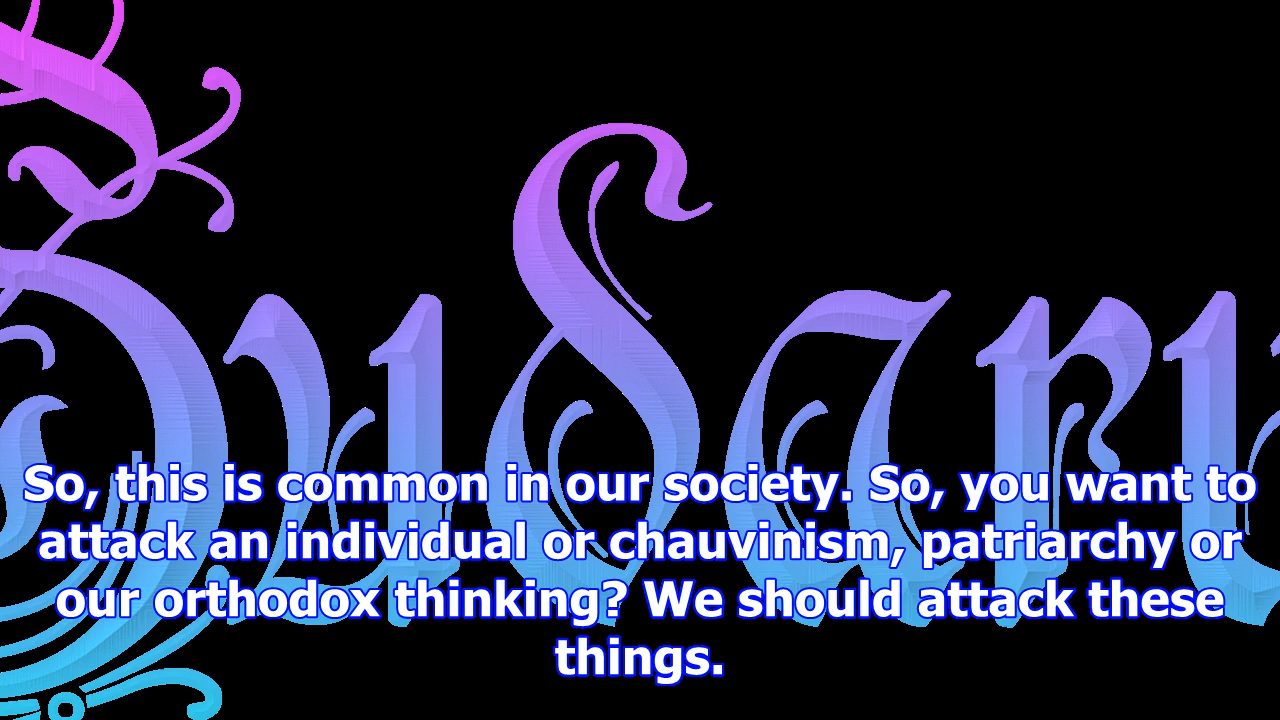 So, this is common in our society. So, you want to
attack an individual or chauvinism, patriarchy or
our orthodox thinking? We should attack these
things.